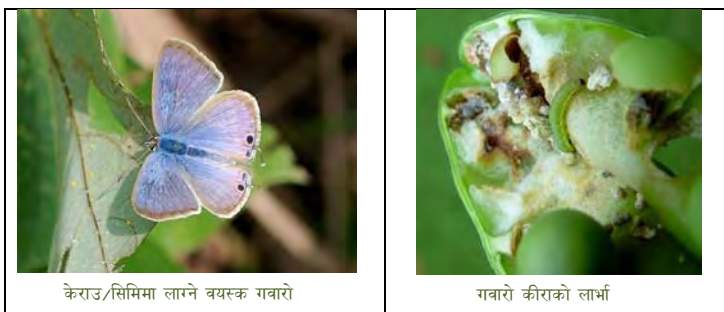 केराउ/सिमिमा लाग्ने वयस्क गवारो
गवारो कीराको लार्भा